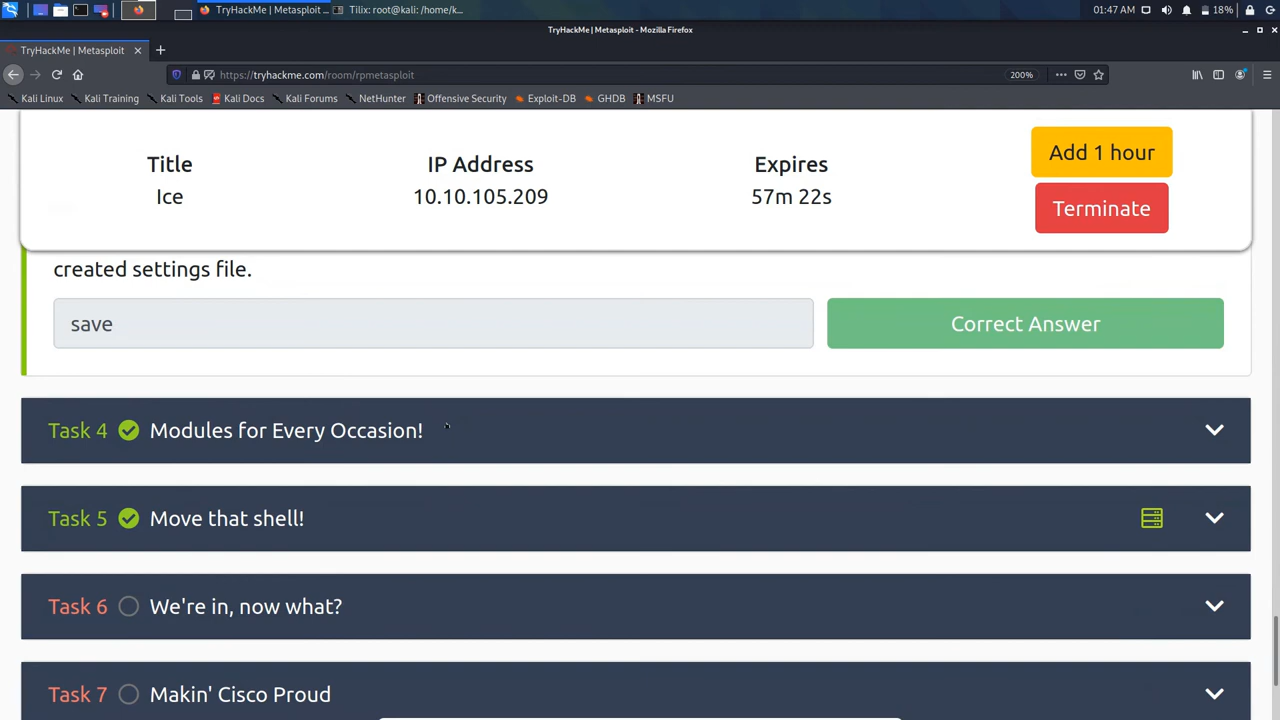 TryHackMe | Metasploit ...
Tilix: root@kali: /home/k...
01:47 AM
18%
TryHackMe | Metasploit - Mozilla Firefox
TryHackMe | Metasploit
https://tryhackme.com/room/rpmetasploit
200%
Kali Linux
Kali Training
Kali Tools
Kali Docs
Kali Forums
NetHunter
Offensive Security
Exploit-DB
GHDB
MSFU
Title
IP Address
Expires
Add 1 hour
Ice
10.10.105.209
57m 22s
Terminate
created settings file.
save
Correct Answer
Task 4 Modules for Every Occasion!
Task 5 Move that shell!
Task 6 We're in, now what?
Task 7 Makin' Cisco Proud